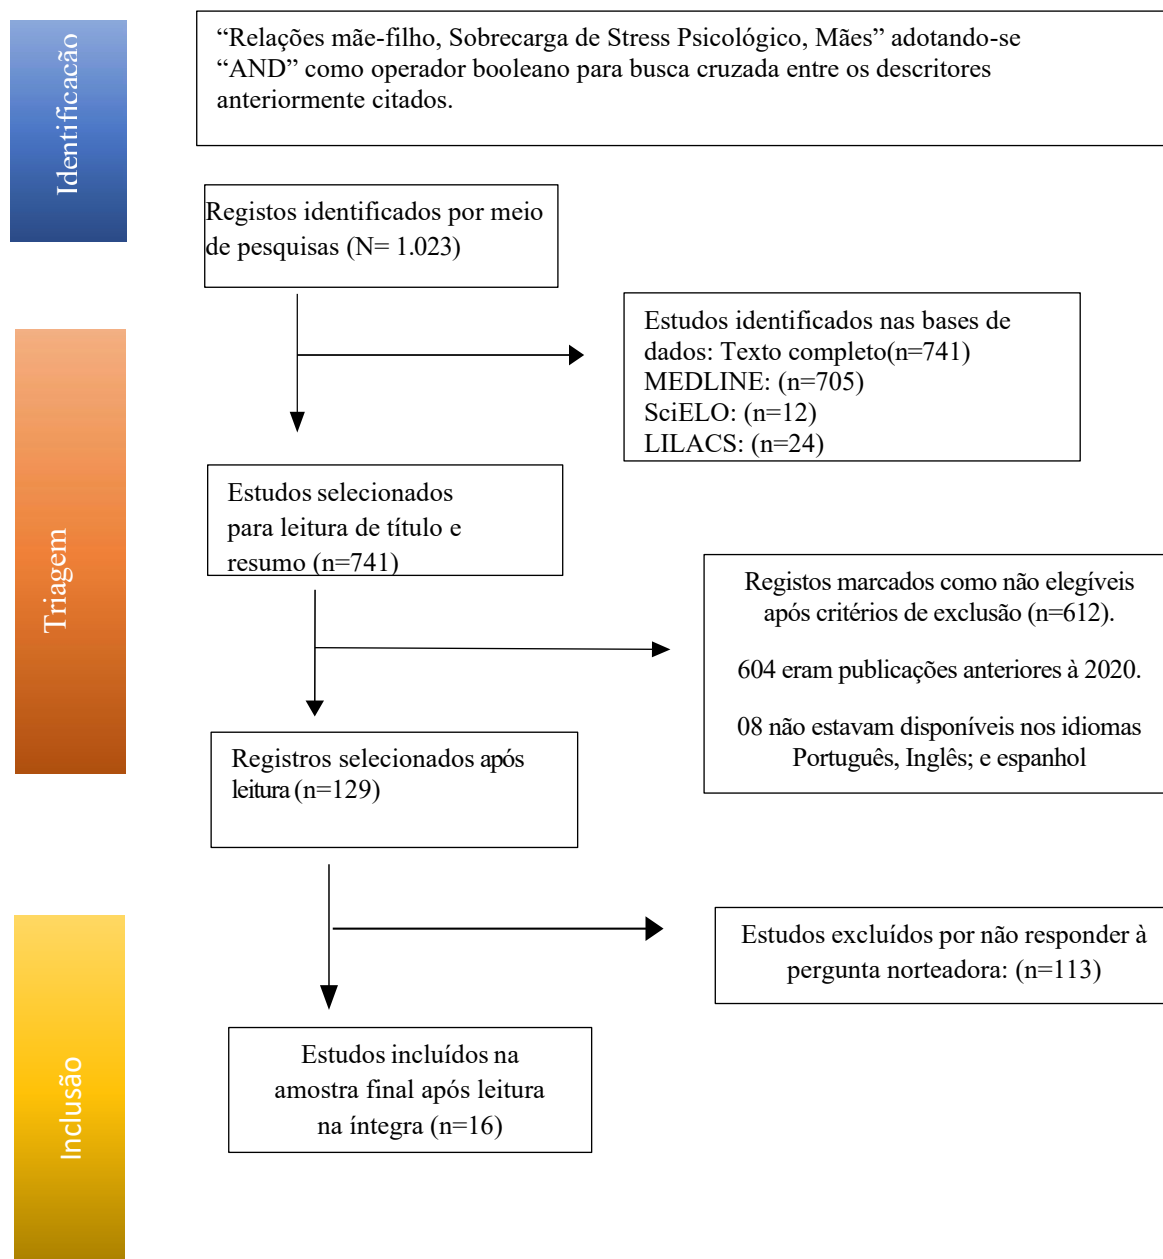 Identificação
“Relações mãe-filho, Sobrecarga de Stress Psicológico, Mães” adotando-se
“AND” como operador booleano para busca cruzada entre os descritores
anteriormente citados.
Registos identificados por meio
de pesquisas (N= 1.023)
Estudos identificados nas bases de
dados: Texto completo(n=741)
MEDLINE: (n=705)
SciELO: (n=12)
LILACS: (n=24)
Triagem
Estudos selecionados
para leitura de título e
resumo (n=741)
Registos marcados como não elegíveis
após critérios de exclusão (n=612).
604 eram publicações anteriores à 2020.
08 não estavam disponíveis nos idiomas
Português, Inglês; e espanhol
Registros selecionados após
leitura (n=129)
Estudos excluídos por não responder à
pergunta norteadora: (n=113)
Inclusão
Estudos incluídos na
amostra final após leitura
na íntegra (n=16)